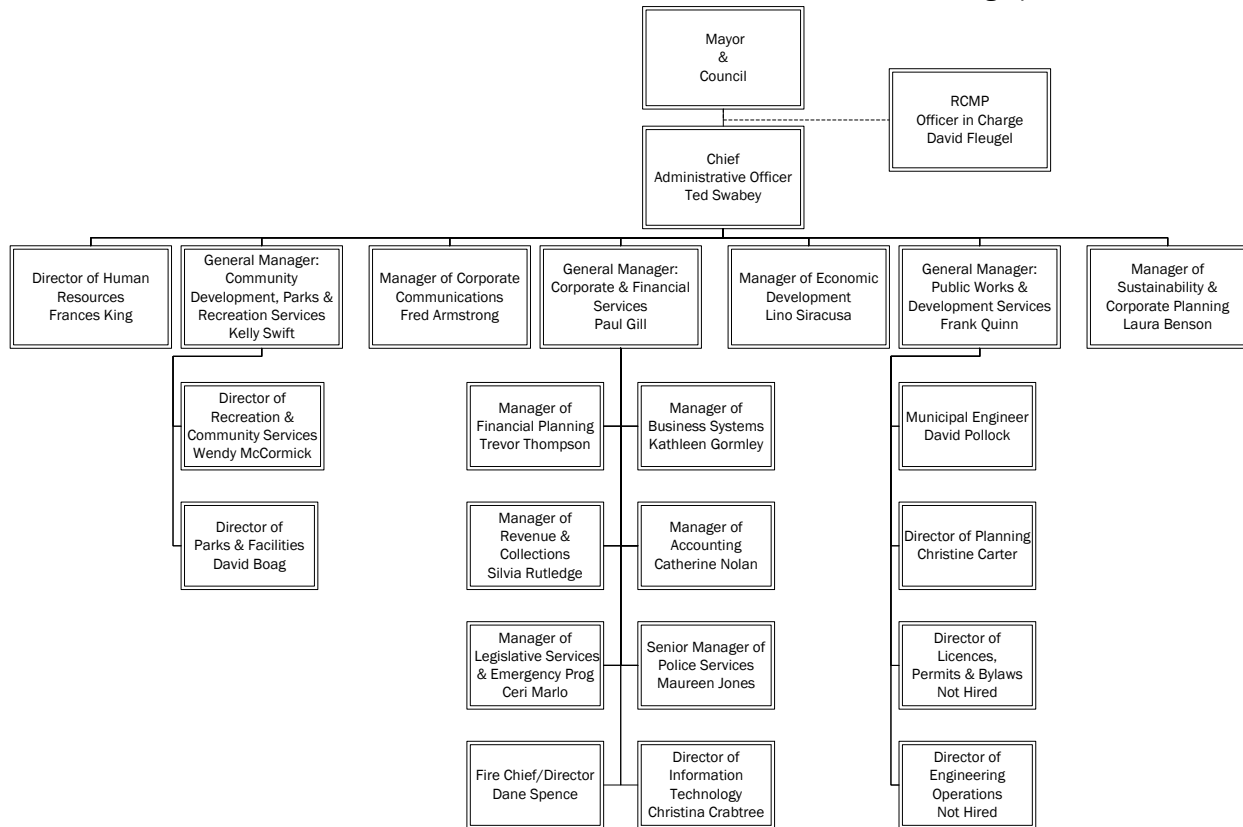 Mayor
&
Council
RCMP
Officer in Charge
David Fleugel
Chief
Administrative Officer
Ted Swabey
Director of Human
Resources
Frances King
General Manager:
Community
Development, Parks &
Recreation Services
Kelly Swift
Manager of Corporate
Communications
Fred Armstrong
General Manager:
Corporate & Financial
Services
Paul Gill
Manager of Economic
Development
Lino Siracusa
General Manager:
Public Works &
Development Services
Frank Quinn
Manager of
Sustainability &
Corporate Planning
Laura Benson
Director of
Recreation &
Community Services
Wendy McCormick
Manager of
Financial Planning
Trevor Thompson
Manager of
Business Systems
Kathleen Gormley
Municipal Engineer
David Pollock
Director of
Parks & Facilities
David Boag
Manager of
Revenue &
Collections
Silvia Rutledge
Manager of
Accounting
Catherine Nolan
Director of Planning
Christine Carter
Manager of
Legislative Services
& Emergency Prog
Ceri Marlo
Senior Manager of
Police Services
Maureen Jones
Director of
Licences,
Permits & Bylaws
Not Hired
Fire Chief/Director
Dane Spence
Director of
Information
Technology
Christina Crabtree
Director of
Engineering
Operations
Not Hired